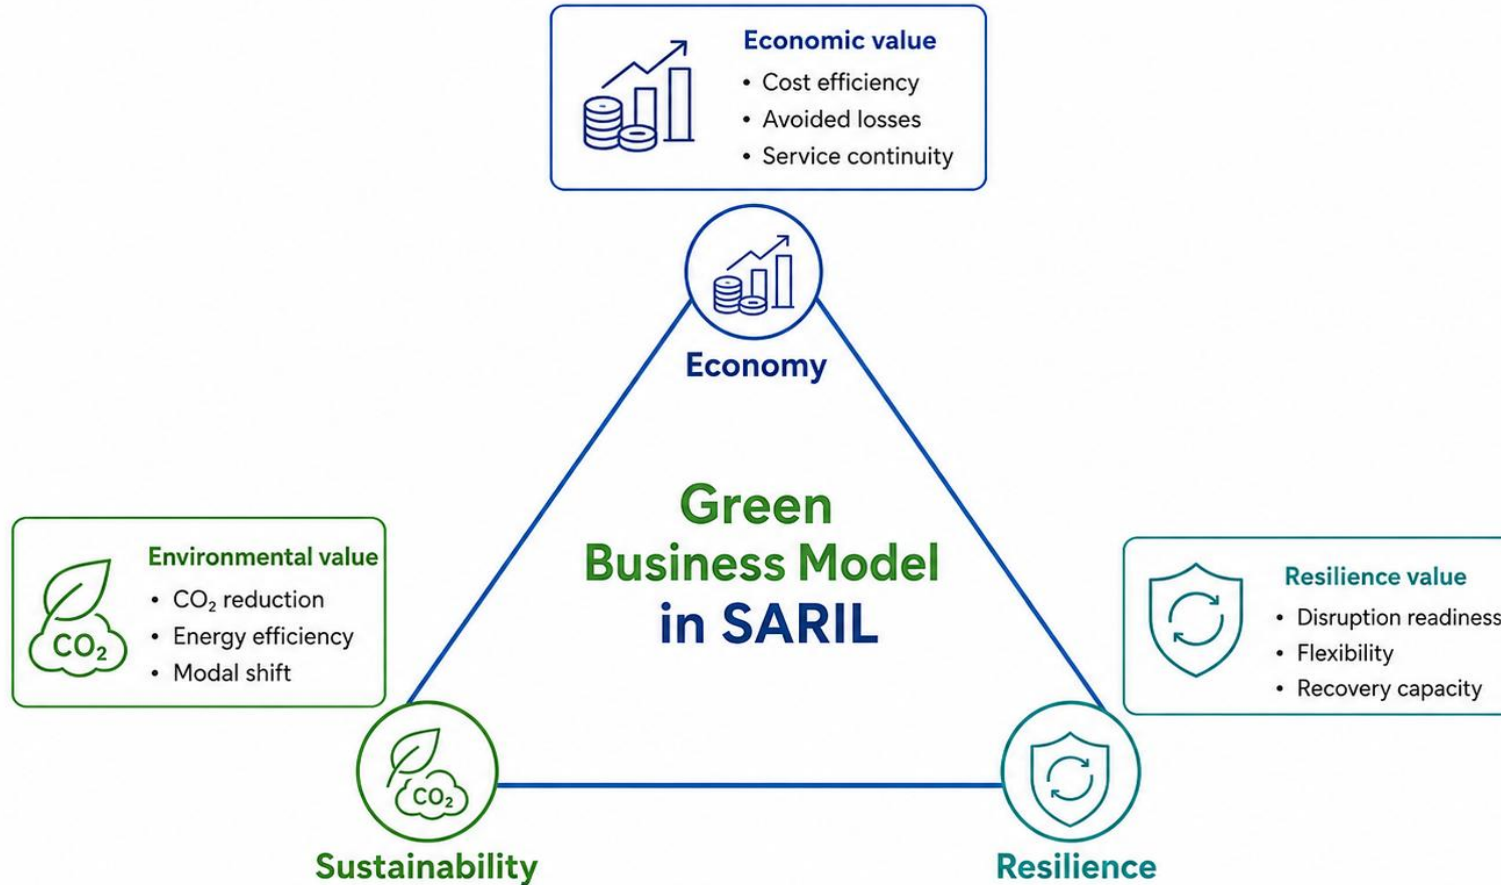 Economic value
• Cost efficiency
• Avoided losses
• Service continuity
Economy
Green
Business Model
in SARIL
Environmental value
• CO₂ reduction
• Energy efficiency
• Modal shift
CO₂
Resilience value
• Disruption readiness
• Flexibility
• Recovery capacity
CO₂
Sustainability
Resilience